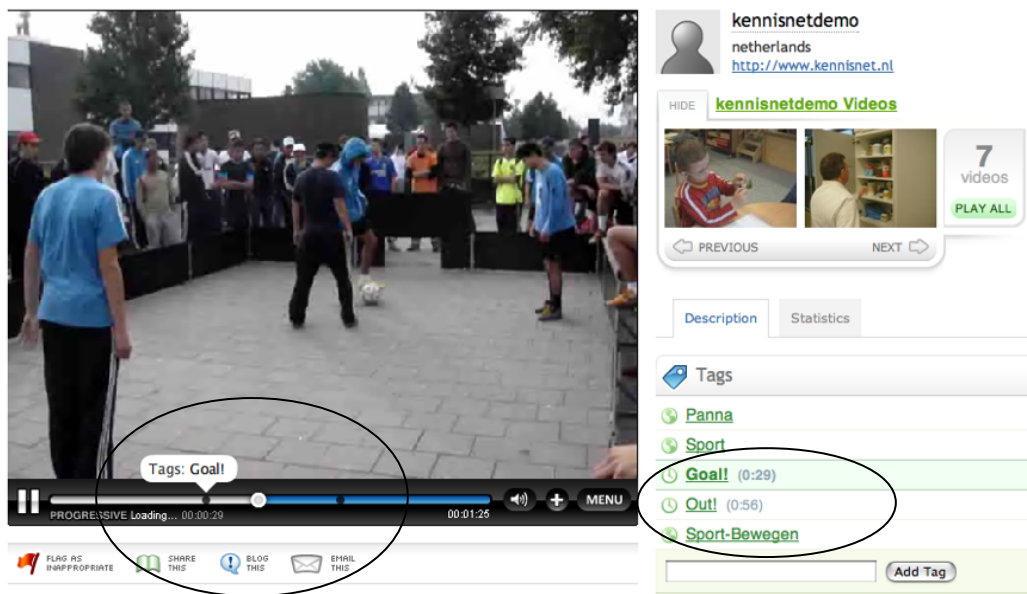 kennisnetdemo
netherlands
http://www.kennisnet.nl
HIDE
kennisnetdemo Videos
7
videos
PLAY ALL
PREVIOUS
NEXT
Description
Statistics
Tags
Panna
Sport
Goal! (0:29)
Out! (0:56)
Sport-Bewegen
Add Tag
Tags: Goal!
MENU
PROGRESSIVE Loading... 00:00:29
00:01:25
FLAG AS
INAPPROPRIATE
SHARE
THIS
BLOG
THIS
EMAIL
THIS